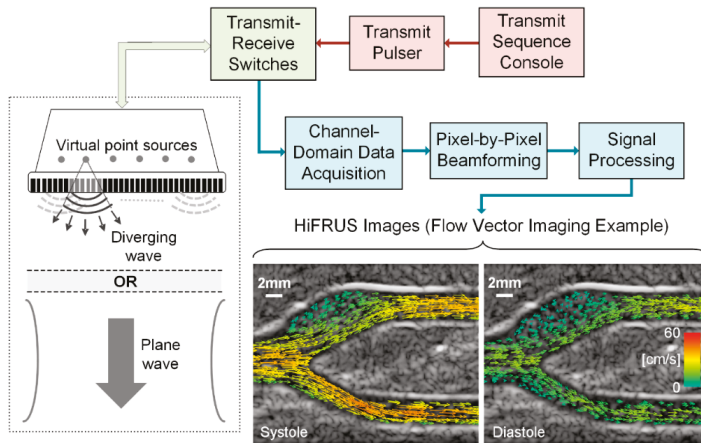 Transmit-
Receive
Switches
Transmit
Pulser
Transmit
Sequence
Console
Channel-
Domain Data
Acquisition
Pixel-by-Pixel
Beamforming
Signal
Processing
Virtual point sources
Diverging
wave
OR
Plane
wave
HiFRUS Images (Flow Vector Imaging Example)
2mm
Systole
2mm
60
[cm/s]
0
Diastole